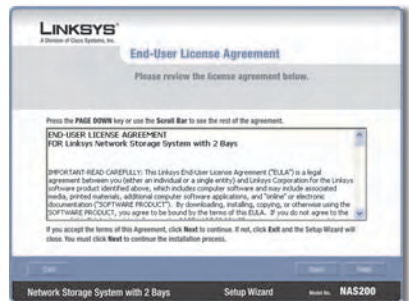 LINKSYS®
A Division of Cisco Systems, Inc.
End-User License Agreement
Please review the license agreement below.
Press the PAGE DOWN key or use the Scroll Bar to see the rest of the agreement.
END-USER LICENSE AGREEMENT
FOR Linksys Network Storage System with 2 Bays
IMPORTANT-READ CAREFULLY: This Linksys End-User License Agreement ("EULA") is a legal
agreement between you (either an individual or a single entity) and Linksys Corporation for the Linksys
software product identified above, which includes computer software and may include associated
media, printed materials, additional computer software applications, and "online" or electronic
documentation ("SOFTWARE PRODUCT"). By downloading, installing, copying, or otherwise using the
SOFTWARE PRODUCT, you agree to be bound by the terms of this EULA. If you do not agree to the
If you accept the terms of this Agreement, click Next to continue. If not, click Exit and the Setup Wizard will
close. You must click Next to continue the installation process.
Exit
Next
Network Storage System with 2 Bays
Setup Wizard
Model No.
NAS200